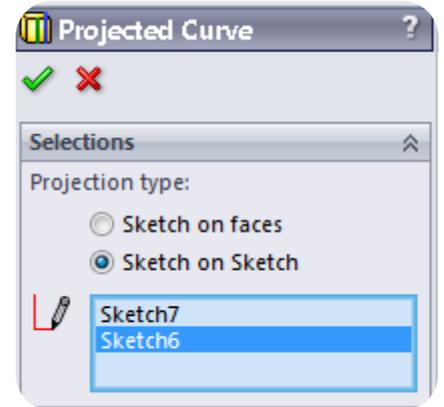 Projected Curve ?
Selections
Projection type:
Sketch on faces
Sketch on Sketch
Sketch7
Sketch6